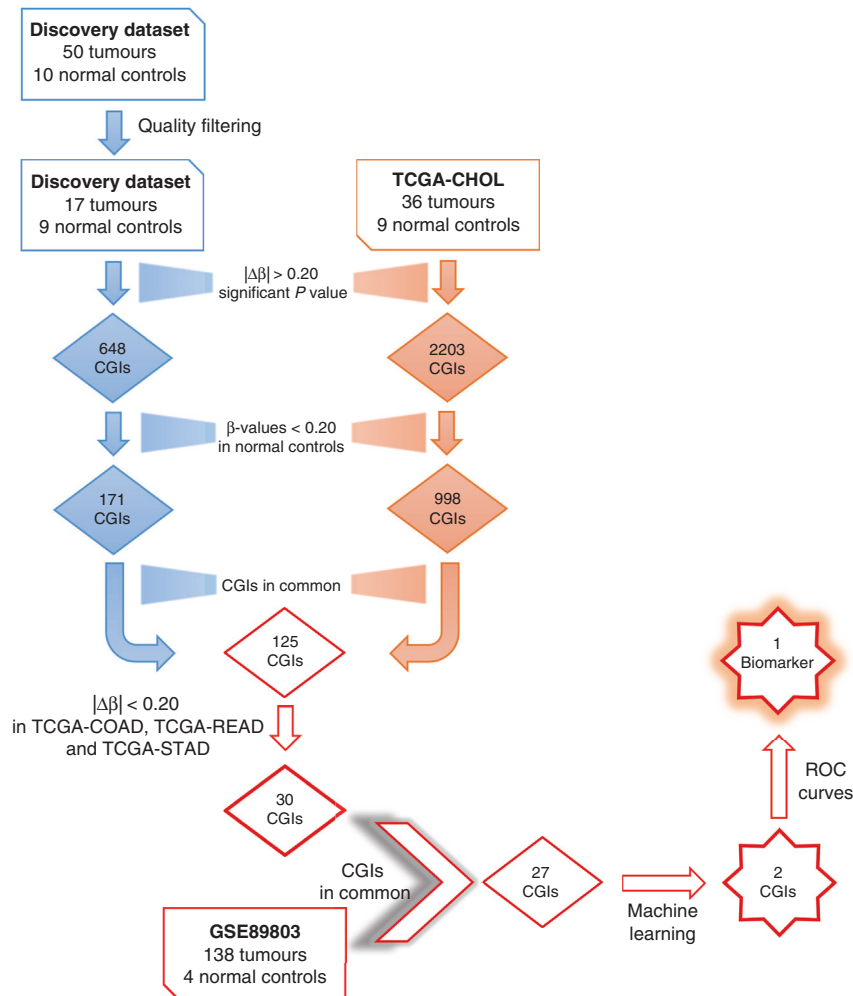 Discovery dataset
50 tumours
10 normal controls
Quality filtering
Discovery dataset
17 tumours
9 normal controls
TCGA-CHOL
36 tumours
9 normal controls
|Δβ| > 0.20
significant P value
648
CGIs
2203
CGIs
β-values < 0.20
in normal controls
171
CGIs
998
CGIs
CGIs in common
125
CGIs
1
Biomarker
|Δβ| < 0.20
in TCGA-COAD, TCGA-READ
and TCGA-STAD
ROC
curves
30
CGIs
CGIs
in common
27
CGIs
Machine
learning
2
CGIs
GSE89803
138 tumours
4 normal controls